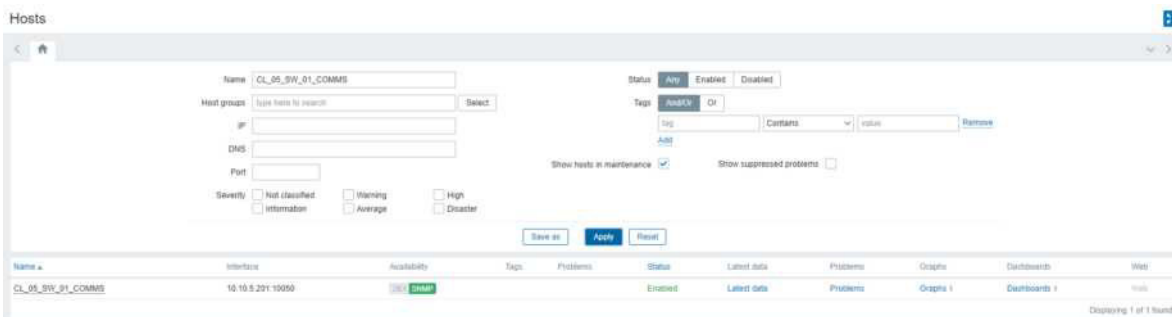 Hosts
Name CL_05_SW_01_COMMS Status Any Enabled Disabled
Host groups type here to search Select Tags And/Or Or
IP tag Contains value Remove
Add
DNS
Show hosts in maintenance Show suppressed problems
Port
Severity Not classified Warning High
Information Average Disaster
Save as Apply Reset
Name Interface Availability Tags Problems Status Latest data Problems Graphs Dashboards Web
CL_05_SW_01_COMMS 10.10.5.201:10050 SNMP Enabled Latest data Problems Graphs Dashboards Web
Displaying 1 of 1 found